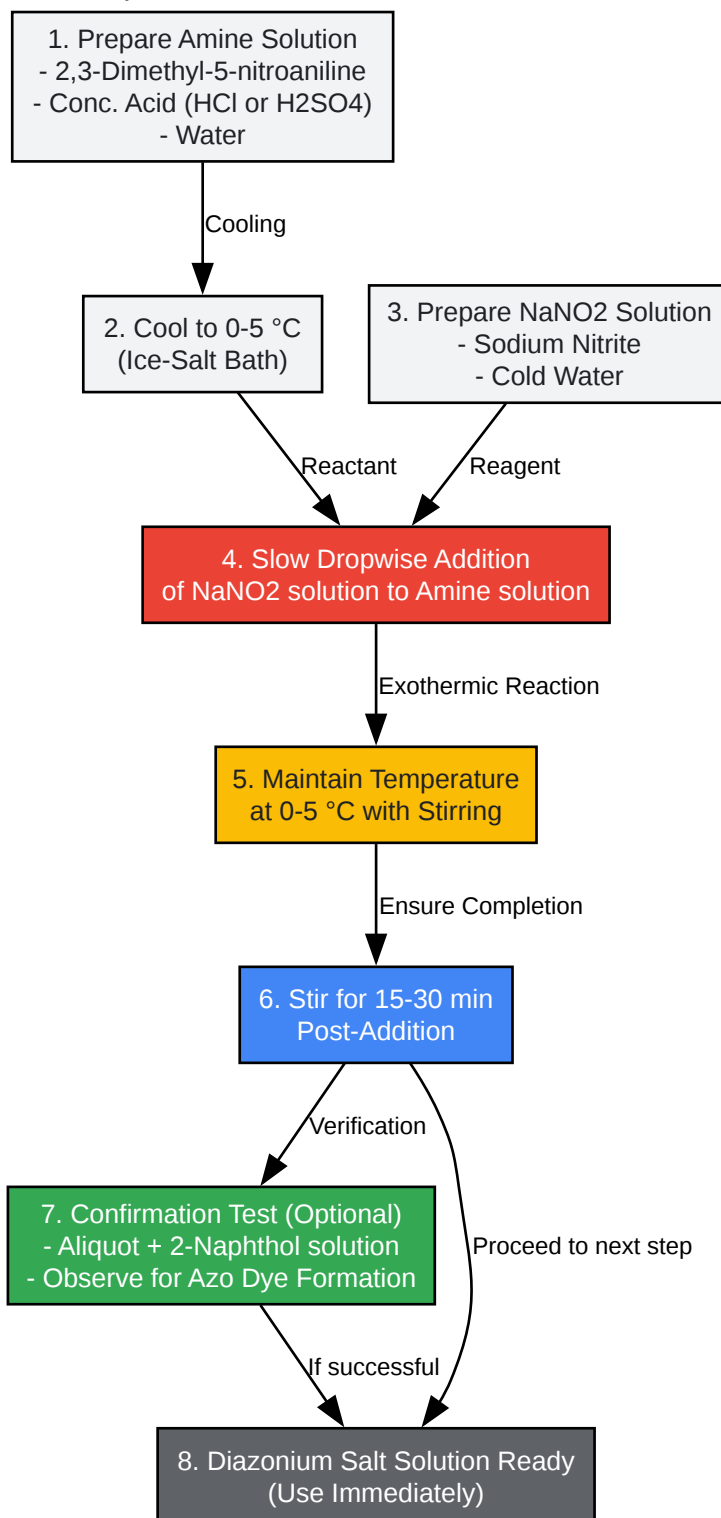 1. Prepare Amine Solution
- 2,3-Dimethyl-5-nitroaniline
- Conc. Acid (HCl or H2SO4)
- Water
Cooling
2. Cool to 0-5 °C
(Ice-Salt Bath)
3. Prepare NaNO2 Solution
- Sodium Nitrite
- Cold Water
Reactant
Reagent
4. Slow Dropwise Addition
of NaNO2 solution to Amine solution
Exothermic Reaction
5. Maintain Temperature
at 0-5 °C with Stirring
Ensure Completion
6. Stir for 15-30 min
Post-Addition
Verification
7. Confirmation Test (Optional)
- Aliquot + 2-Naphthol solution
- Observe for Azo Dye Formation
Proceed to next step
If successful
8. Diazonium Salt Solution Ready
(Use Immediately)